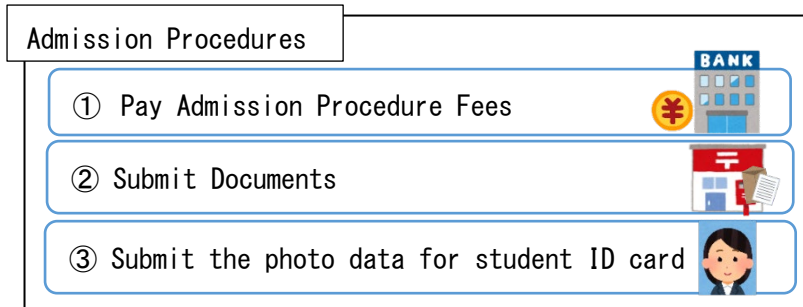 Admission Procedures
BANK
① Pay Admission Procedure Fees
¥
② Submit Documents
〒
③ Submit the photo data for student ID card